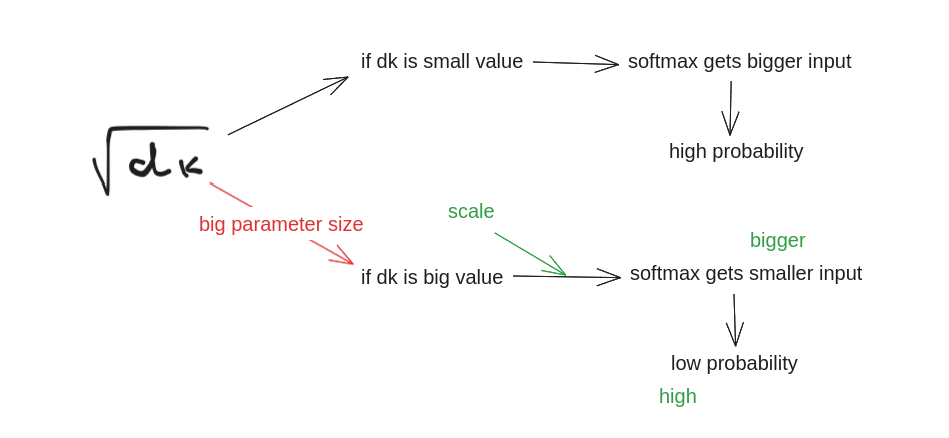 √dk
if dk is small value
softmax gets bigger input
high probability
big parameter size
if dk is big value
scale
bigger
softmax gets smaller input
low probability
high